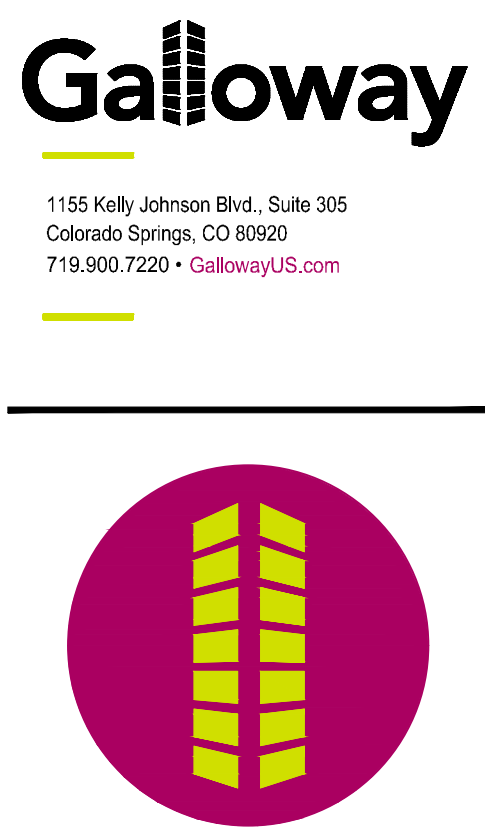 Galloway
1155 Kelly Johnson Blvd., Suite 305
Colorado Springs, CO 80920
719.900.7220 • GallowayUS.com